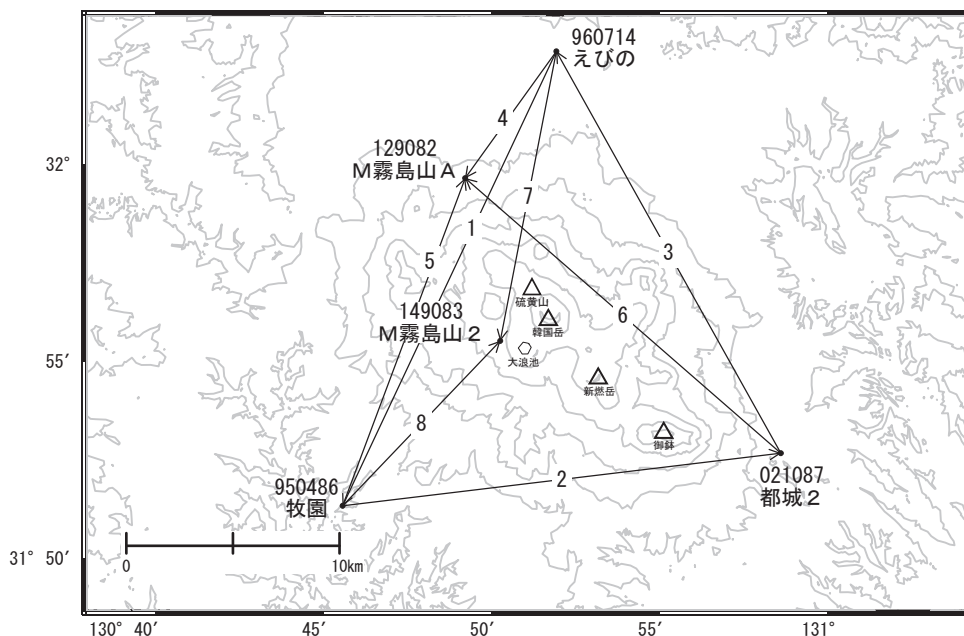 960714
えびの
4
129082
M霧島山A
32°
7
1
3
5
硫黄山
6
149083
M霧島山2
韓国岳
55′
大浪池
新燃岳
8
御鉢
021087
都城2
2
950486
牧園
31° 50′
0
10km
130° 40′
45′
50′
55′
131°